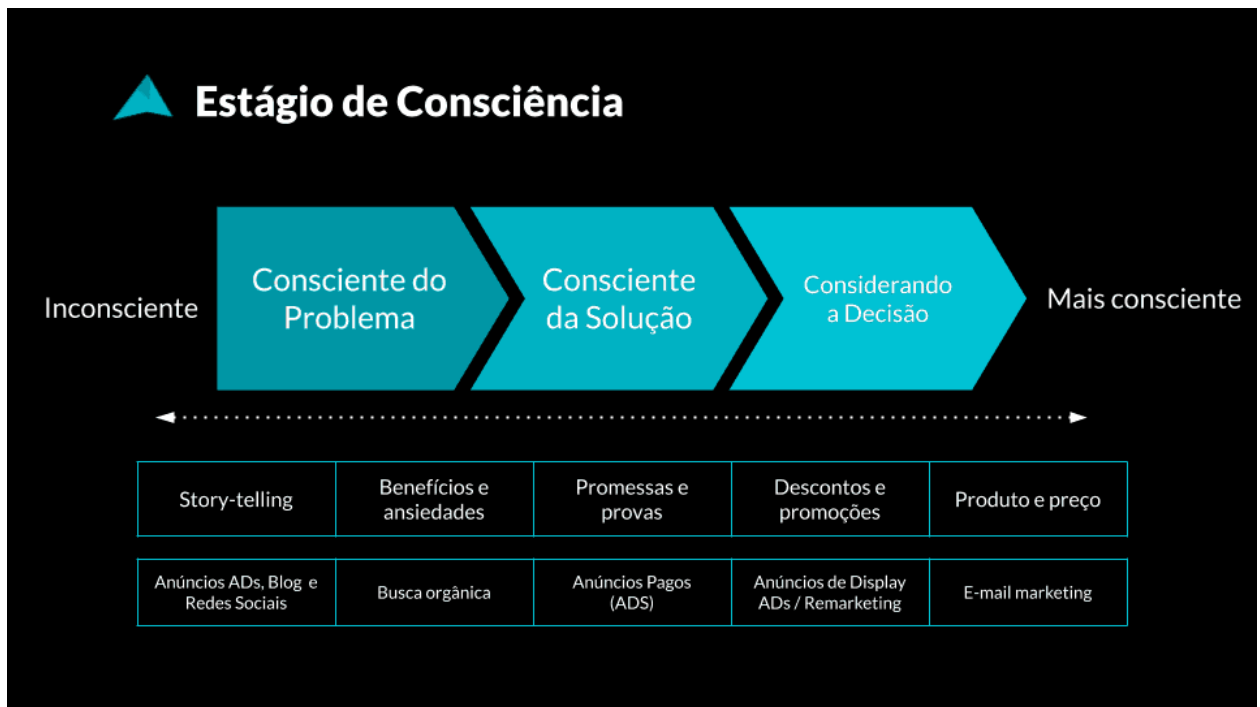 Estágio de Consciência
Inconsciente
Consciente do
Problema
Consciente
da Solução
Considerando
a Decisão
Mais consciente
Story-telling
Benefícios e
ansiedades
Promessas e
provas
Descontos e
promoções
Produto e preço
Anúncios ADs, Blog e
Redes Sociais
Busca orgânica
Anúncios Pagos
(ADS)
Anúncios de Display
ADs / Remarketing
E-mail marketing